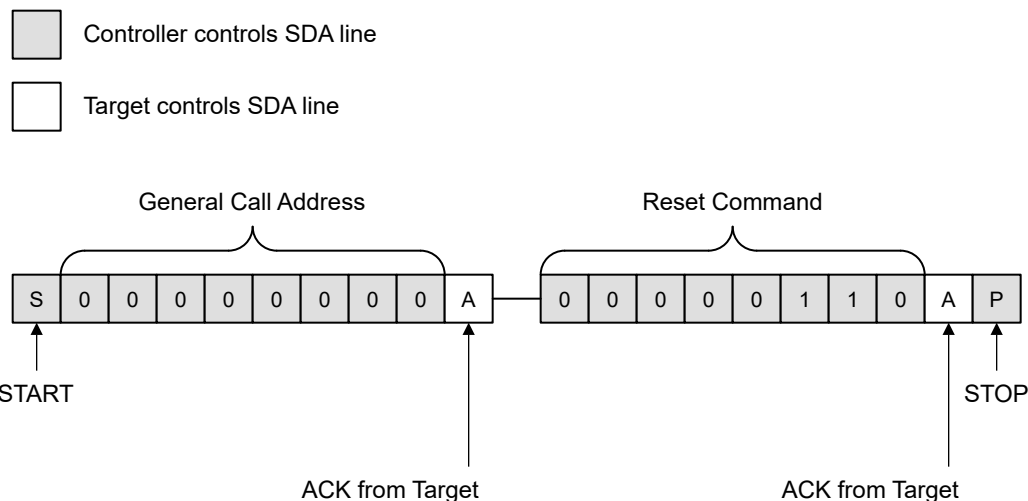 Controller controls SDA line
Target controls SDA line
General Call Address Reset Command
S 0 0 0 0 0 0 0 0 A 0 0 0 0 0 1 1 0 A P
START STOP
ACK from Target ACK from Target